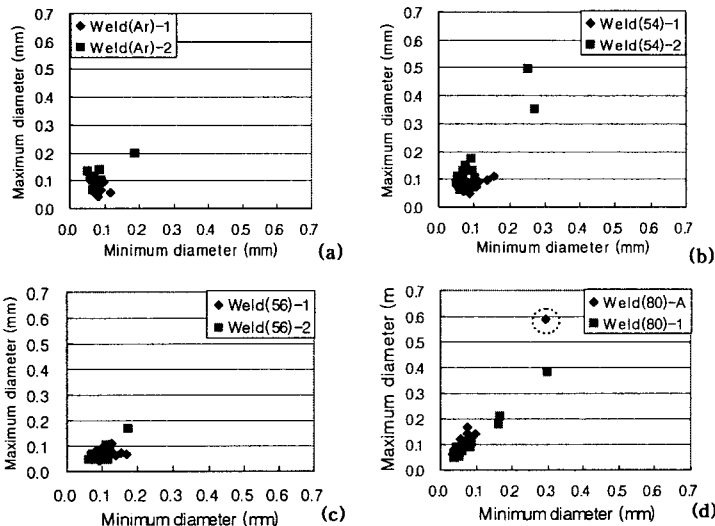 0.7
0.6
0.5
0.4
0.3
0.2
0.1
0.0
Maximum diameter (mm)
Weld(Ar)-1
Weld(Ar)-2
0.0 0.1 0.2 0.3 0.4 0.5 0.6 0.7
Minimum diameter (mm)
(a)
0.7
0.6
0.5
0.4
0.3
0.2
0.1
0.0
Maximum diameter (mm)
Weld(54)-1
Weld(54)-2
0.0 0.1 0.2 0.3 0.4 0.5 0.6 0.7
Minimum diameter (mm)
(b)
0.7
0.6
0.5
0.4
0.3
0.2
0.1
0.0
Maximum diameter (mm)
Weld(56)-1
Weld(56)-2
0.0 0.1 0.2 0.3 0.4 0.5 0.6 0.7
Minimum diameter (mm)
(c)
0.7
0.6
0.5
0.4
0.3
0.2
0.1
0.0
Maximum diameter (m
Weld(80)-A
Weld(80)-1
0.0 0.1 0.2 0.3 0.4 0.5 0.6 0.7
Minimum diameter (mm)
(d)